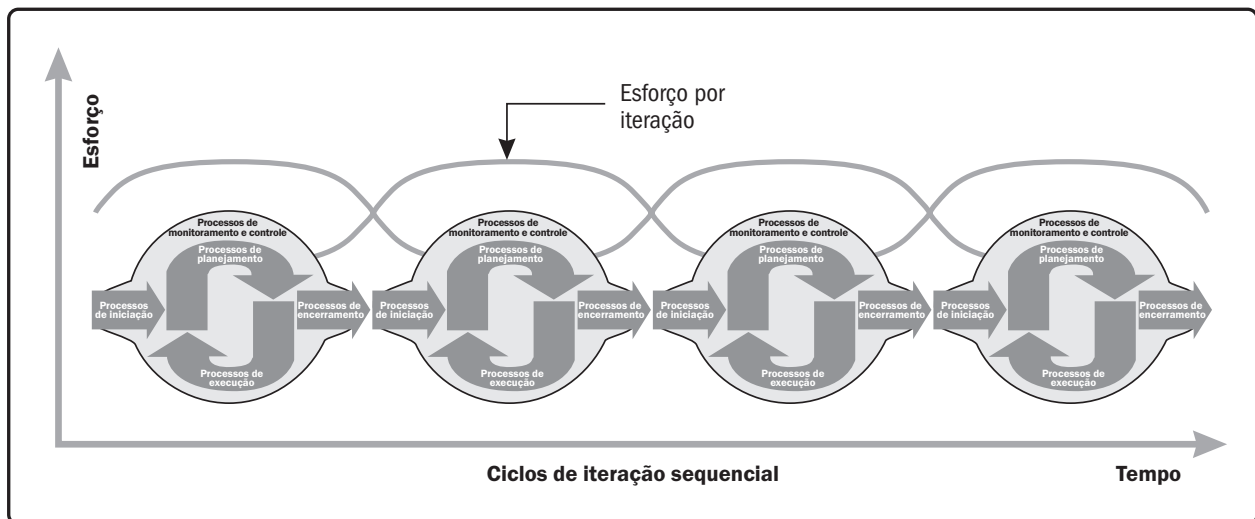 Esforço
Esforço por
iteração
Processos de
monitoramento e controle
Processos de
planejamento
Processos
de iniciação
Processos de
encerramento
Processos de
execução
Processos de
monitoramento e controle
Processos de
planejamento
Processos
de iniciação
Processos de
encerramento
Processos de
execução
Processos de
monitoramento e controle
Processos de
planejamento
Processos
de iniciação
Processos de
encerramento
Processos de
execução
Processos de
monitoramento e controle
Processos de
planejamento
Processos
de iniciação
Processos de
encerramento
Processos de
execução
Ciclos de iteração sequencial
Tempo